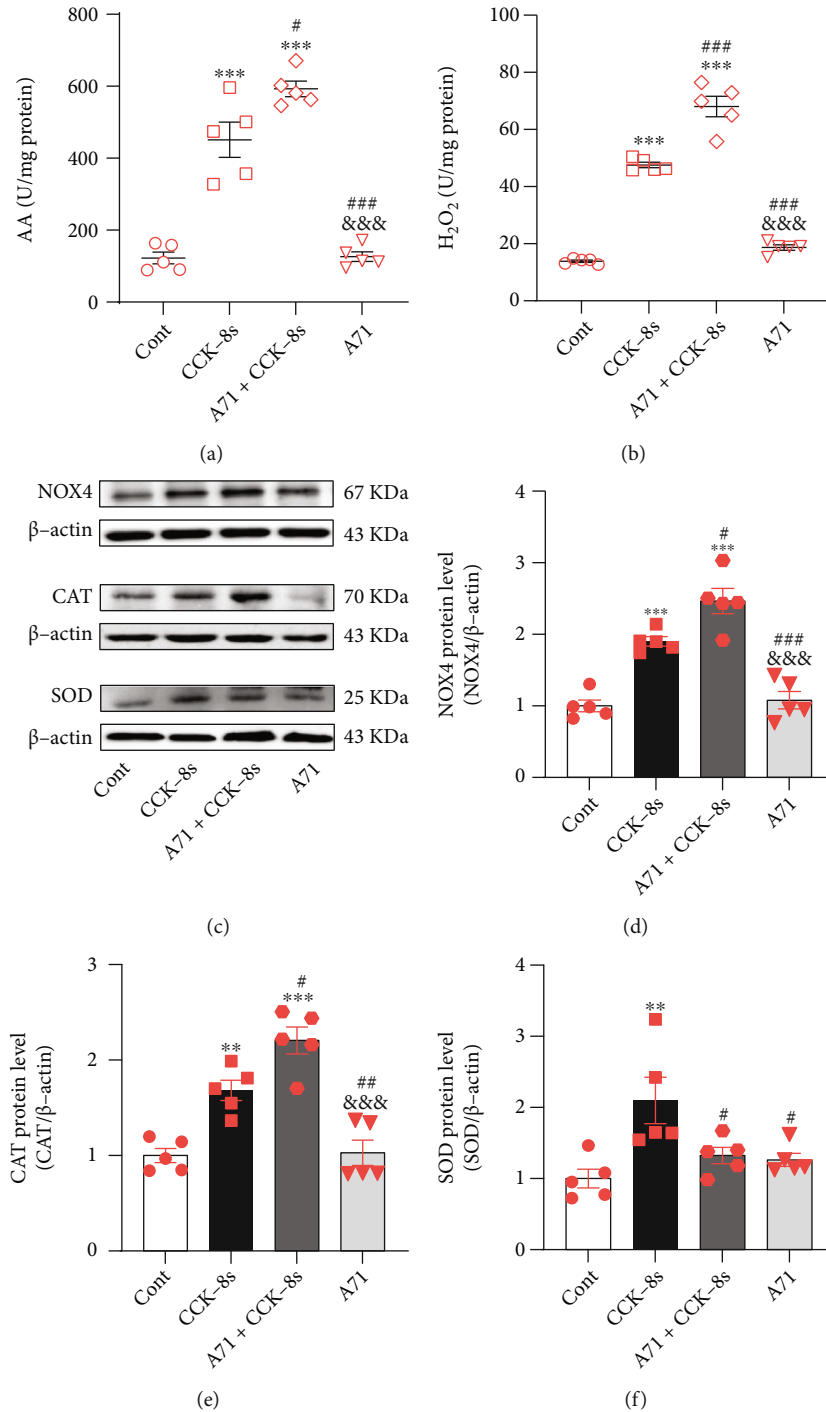 800
600
400
200
0
AA (U/mg protein)
***
#
***
###
&&&
Cont
CCK–8s
A71 + CCK–8s
A71
(a)
100
80
60
40
20
0
H₂O₂ (U/mg protein)
***
###
***
###
&&&
Cont
CCK–8s
A71 + CCK–8s
A71
(b)
NOX4 67 KDa
β–actin 43 KDa
CAT 70 KDa
β–actin 43 KDa
SOD 25 KDa
β–actin 43 KDa
Cont
CCK–8s
A71 + CCK–8s
A71
(c)
4
3
2
1
0
NOX4 protein level
(NOX4/β–actin)
***
#
***
###
&&&
Cont
CCK–8s
A71 + CCK–8s
A71
(d)
3
2
1
0
CAT protein level
(CAT/β–actin)
**
#
***
##
&&&
Cont
CCK–8s
A71 + CCK–8s
A71
(e)
4
3
2
1
0
SOD protein level
(SOD/β–actin)
**
#
#
Cont
CCK–8s
A71 + CCK–8s
A71
(f)